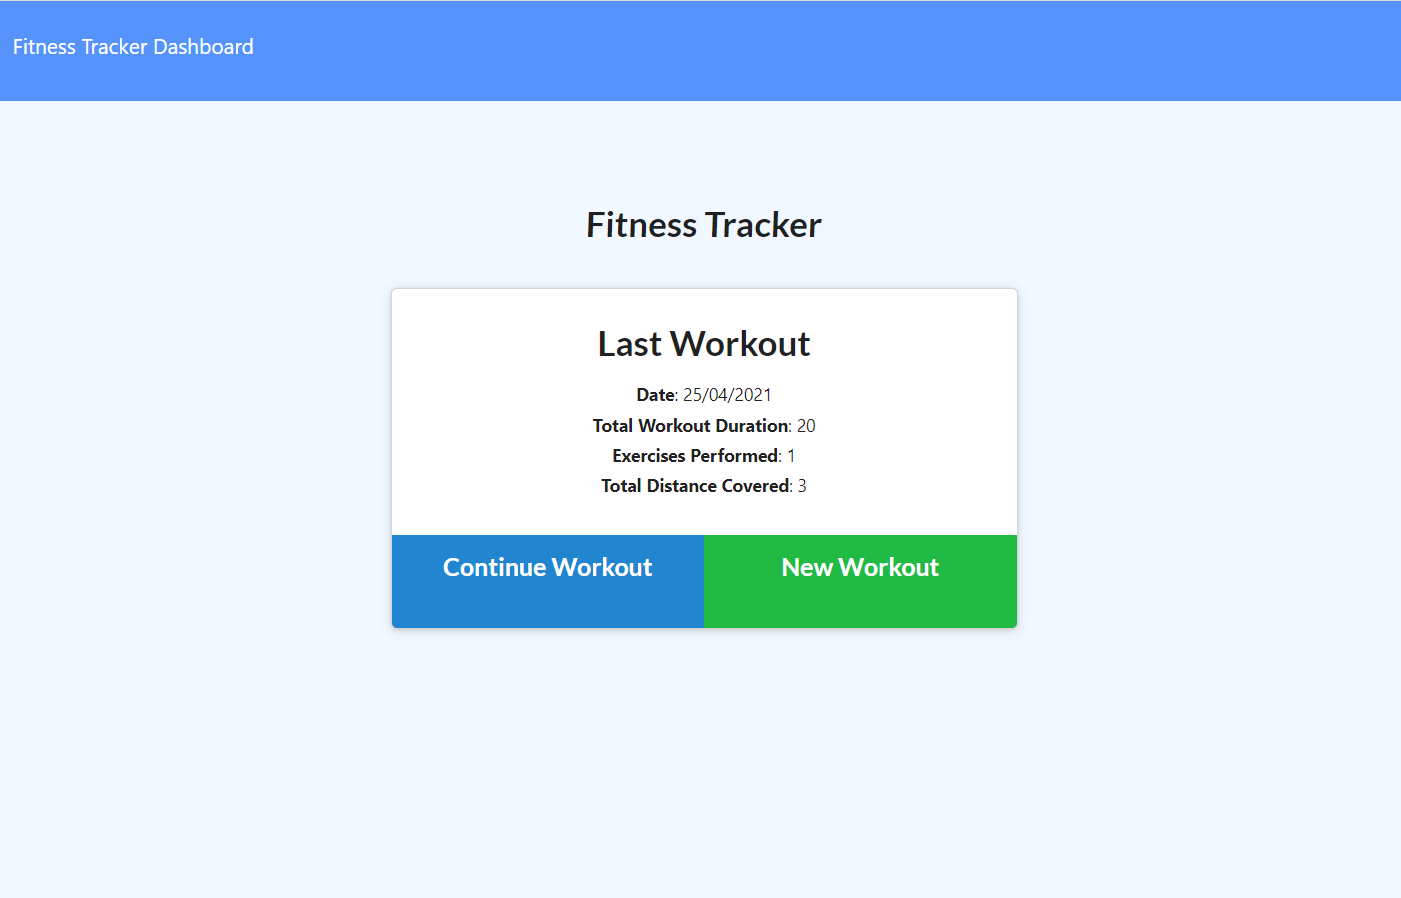 Fitness Tracker Dashboard
Fitness Tracker
Last Workout
Date: 25/04/2021
Total Workout Duration: 20
Exercises Performed: 1
Total Distance Covered: 3
Continue Workout
New Workout